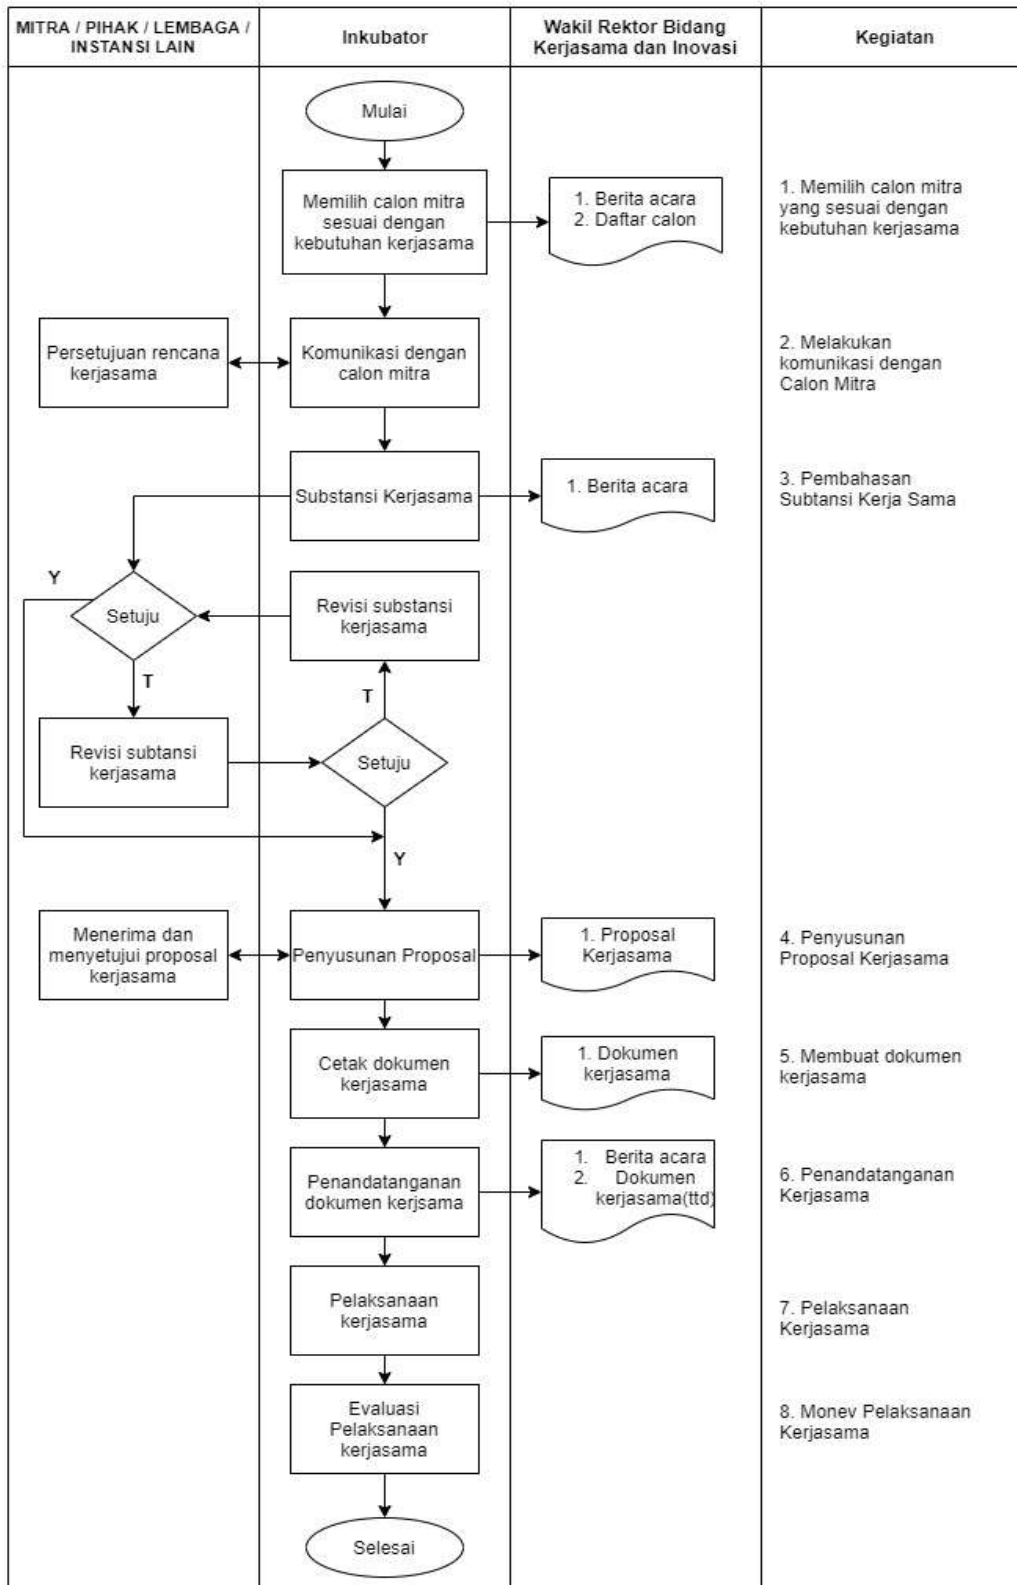 MITRA / PIHAK / LEMBAGA /
INSTANSI LAIN
Inkubator
Wakil Rektor Bidang
Kerjasama dan Inovasi
Kegiatan
Mulai
Memilih calon mitra
sesuai dengan
kebutuhan kerjasama
1. Berita acara
2. Daftar calon
1. Memilih calon mitra
yang sesuai dengan
kebutuhan kerjasama
Persetujuan rencana
kerjasama
Komunikasi dengan
calon mitra
2. Melakukan
komunikasi dengan
Calon Mitra
Substansi Kerjasama
1. Berita acara
3. Pembahasan
Subtansi Kerja Sama
Y
Setuju
Revisi substansi
kerjasama
T
T
Revisi subtansi
kerjasama
Setuju
Y
Menerima dan
menyetujui proposal
kerjasama
Penyusunan Proposal
1. Proposal
Kerjasama
4. Penyusunan
Proposal Kerjasama
Cetak dokumen
kerjasama
1. Dokumen
kerjasama
5. Membuat dokumen
kerjasama
Penandatanganan
dokumen kerjsama
1. Berita acara
2. Dokumen
kerjasama(ttd)
6. Penandatanganan
Kerjasama
Pelaksanaan
kerjasama
7. Pelaksanaan
Kerjasama
Evaluasi
Pelaksanaan
kerjasama
8. Monev Pelaksanaan
Kerjasama
Selesai